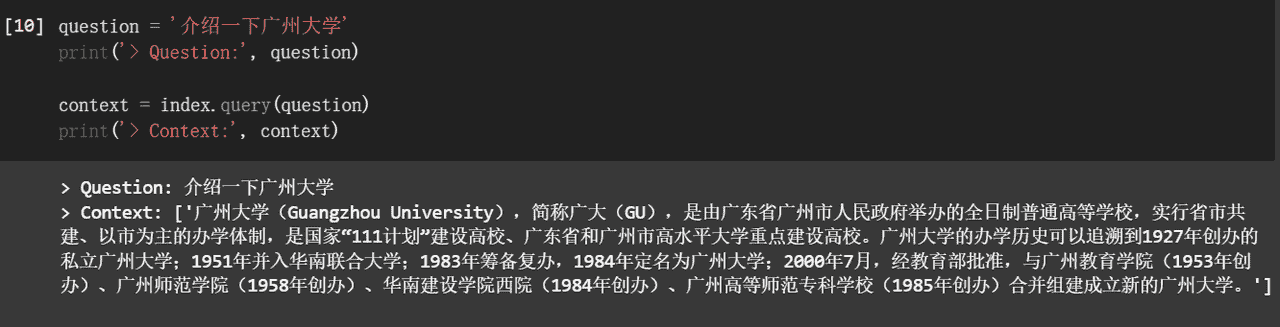 [10] question = '介绍一下广州大学'
print('> Question:', question)
context = index.query(question)
print('> Context:', context)
> Question: 介绍一下广州大学
> Context: ['广州大学（Guangzhou University），简称广大（GU），是由广东省广州市人民政府举办的全日制普通高等学校，实行省市共
建、以市为主的办学体制，是国家“111计划”建设高校、广东省和广州市高水平大学重点建设高校。广州大学的办学历史可以追溯到1927年创办的
私立广州大学；1951年并入华南联合大学；1983年筹备复办，1984年定名为广州大学；2000年7月，经教育部批准，与广州教育学院（1953年创
办）、广州师范学院（1958年创办）、华南建设学院西院（1984年创办）、广州高等师范专科学校（1985年创办）合并组建成立新的广州大学。']